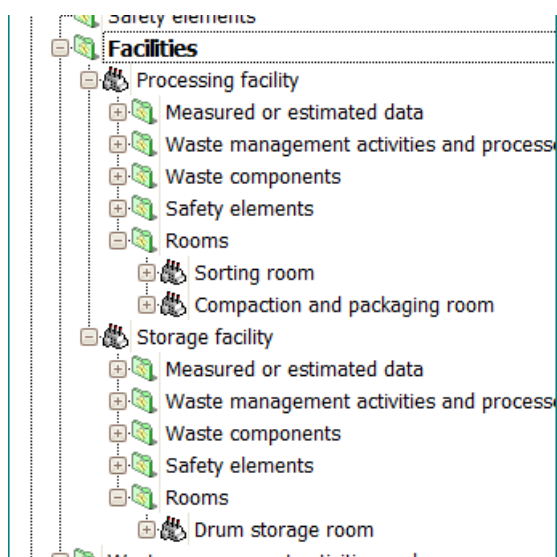 Safety elements
Facilities
Processing facility
Measured or estimated data
Waste management activities and processe
Waste components
Safety elements
Rooms
Sorting room
Compaction and packaging room
Storage facility
Measured or estimated data
Waste management activities and processe
Waste components
Safety elements
Rooms
Drum storage room